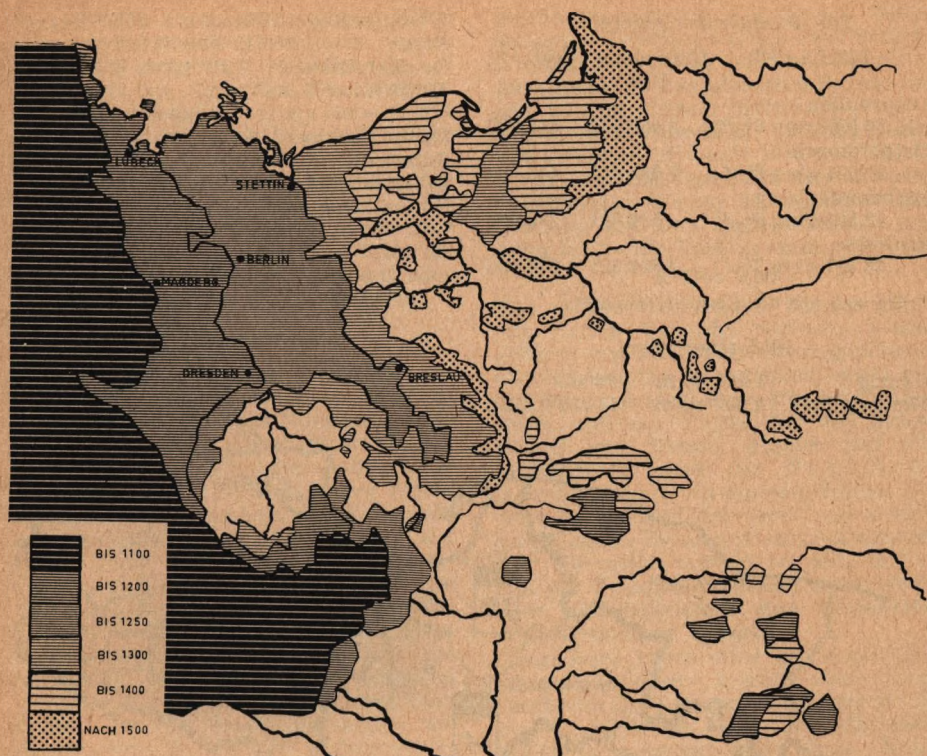 LÜBECK
STETTIN
BERLIN
MAGDEBG
DRESDEN
BRESLAU
BIS 1100
BIS 1200
BIS 1250
BIS 1300
BIS 1400
NACH 1500